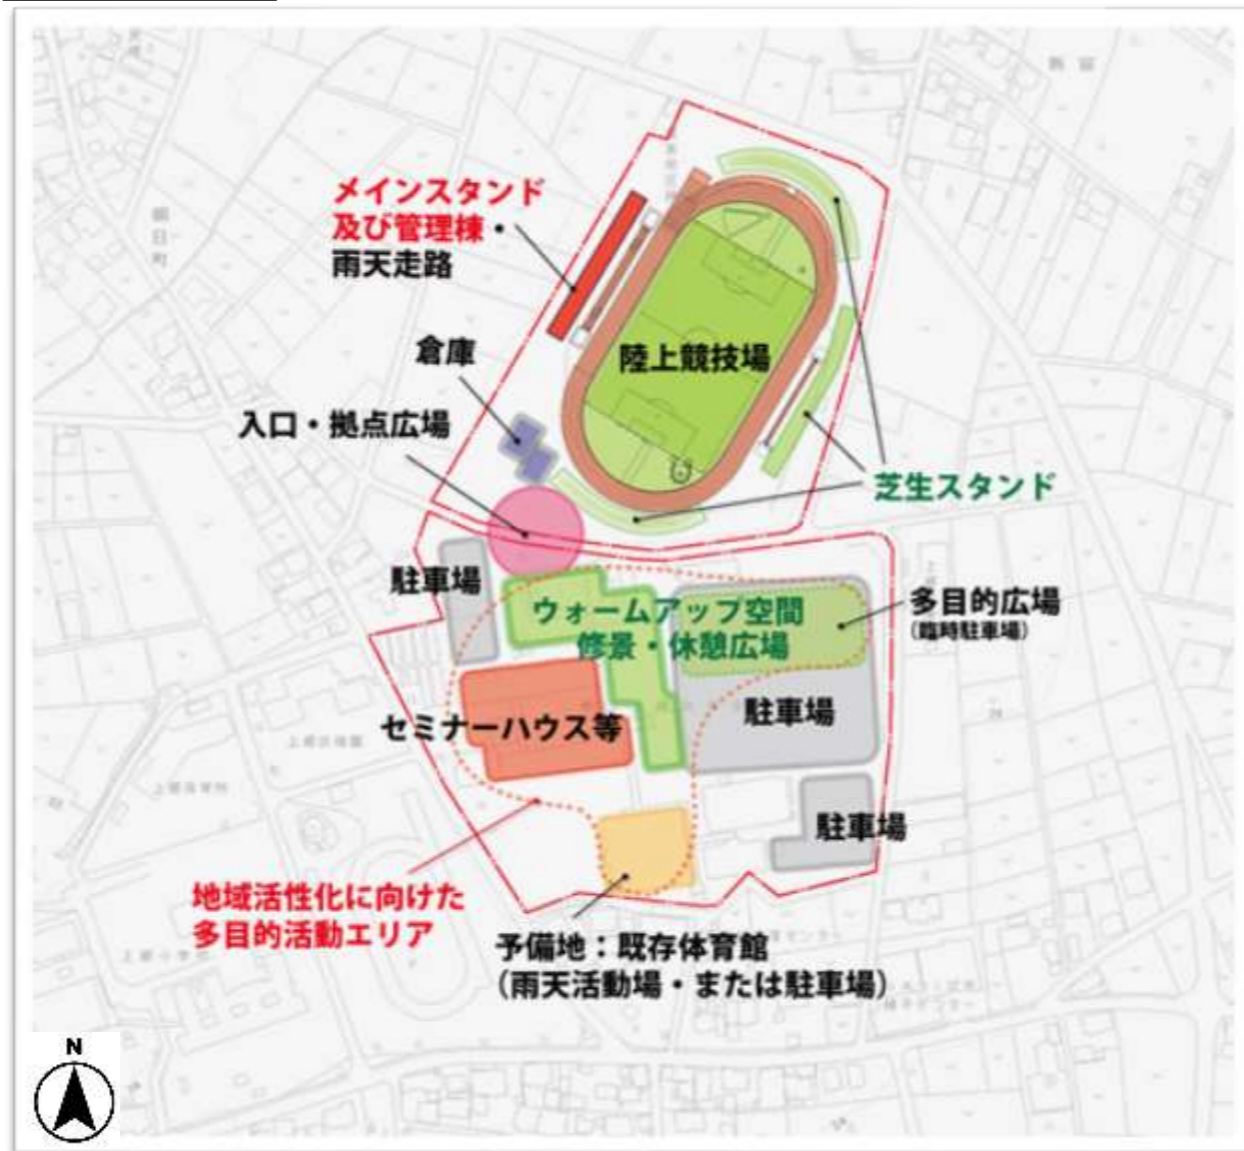 メインスタンド
及び管理棟・
雨天走路
倉庫
陸上競技場
入口・拠点広場
芝生スタンド
駐車場
ウォームアップ空間
修景・休憩広場
多目的広場
(臨時駐車場)
セミナーハウス等
駐車場
駐車場
地域活性化に向けた
多目的活動エリア
予備地:既存体育館
(雨天活動場・または駐車場)
N